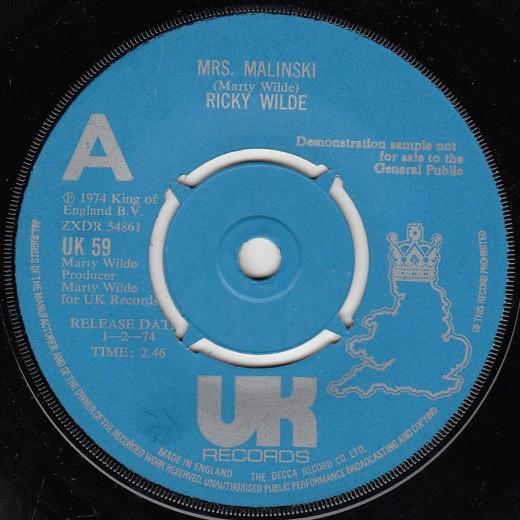 MRS. MALINSKI
(Marty Wilde)
RICKY WILDE
A
Demonstration sample not
for sale to the
General Public
℗ 1974 King of
England B.V.
ZXDR 54861
UK 59
Marty Wilde
Producer
Marty Wilde
for UK Records
RELEASE DATE
1-2-74
TIME: 2.46
UK
RECORDS
MADE IN ENGLAND THE DECCA RECORD CO. LTD.
ALL RIGHTS OF THE MANUFACTURER AND OF THE OWNER OF THE RECORDED WORK RESERVED. UNAUTHORISED PUBLIC PERFORMANCE BROADCASTING AND COPYING OF THIS RECORD PROHIBITED